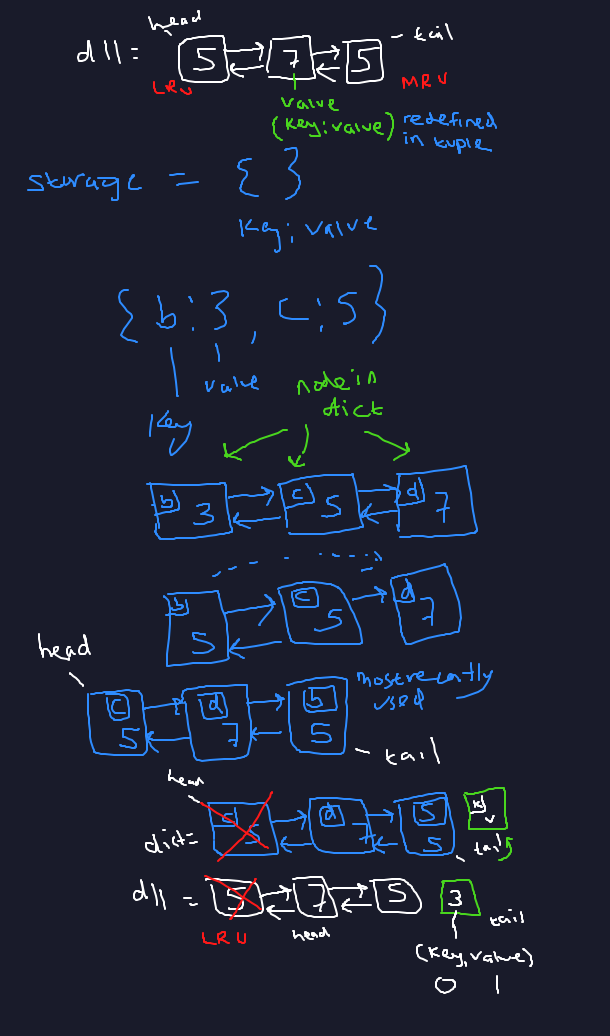 head
dll = 5 7 5 - tail
LRU MRU
value
(key:value) redefined
in tuple
storage = { }
key: value
{b:3, c:5}
value
key
node in
dict
b 3 c 5 d 7
b 5 c 5 d 7
head
c 5 d 7 5 5
most recently
used
- tail
head
dict= 5 d 7 5 5 k v
tail
dll = 5 7 5 3
LRU head tail
(key, value)
0 1